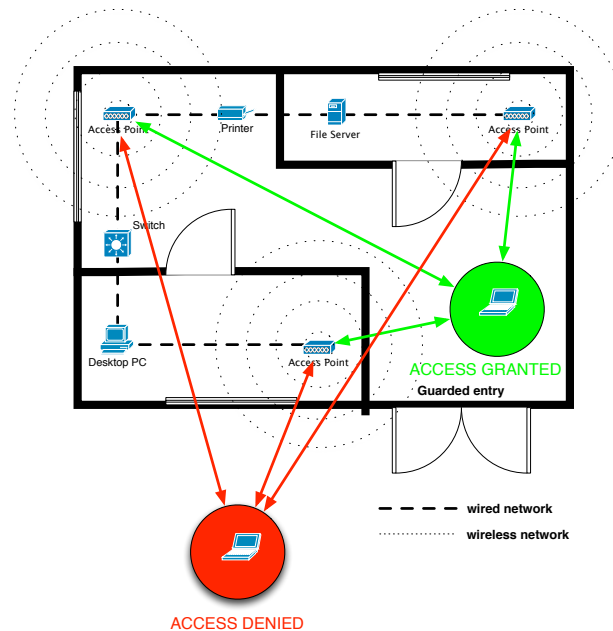 Access Point
Printer
File Server
Access Point
Switch
Desktop PC
Access Point
ACCESS GRANTED
Guarded entry
wired network
wireless network
ACCESS DENIED